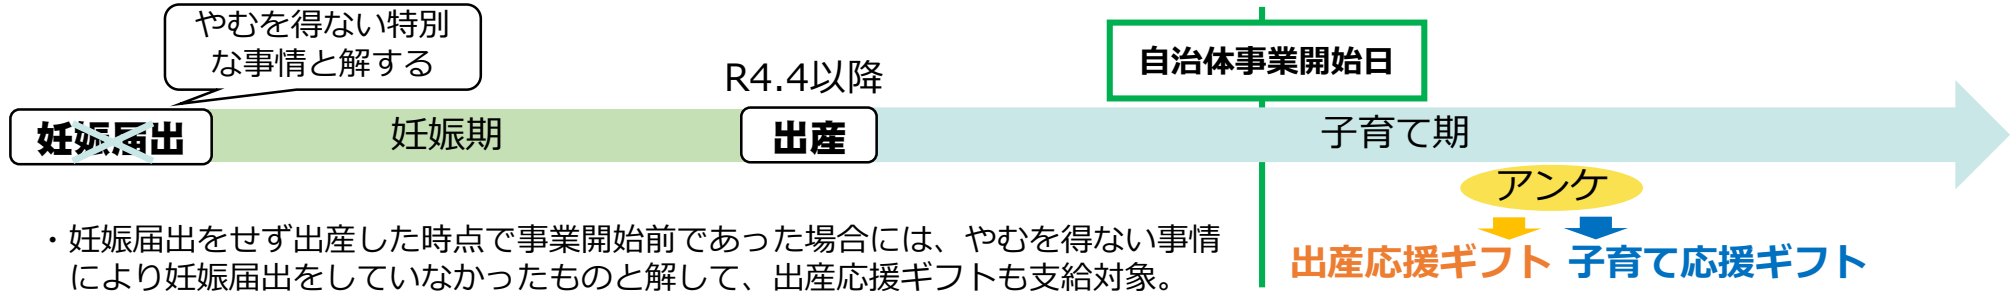 やむを得ない特別
な事情と解する
R4.4以降
自治体事業開始日
妊娠届出
妊娠期
出産
子育て期
アンケ
・妊娠届出をせず出産した時点で事業開始前であった場合には、やむを得ない事情
により妊娠届出をしていなかったものと解して、出産応援ギフトも支給対象。
出産応援ギフト 子育て応援ギフト